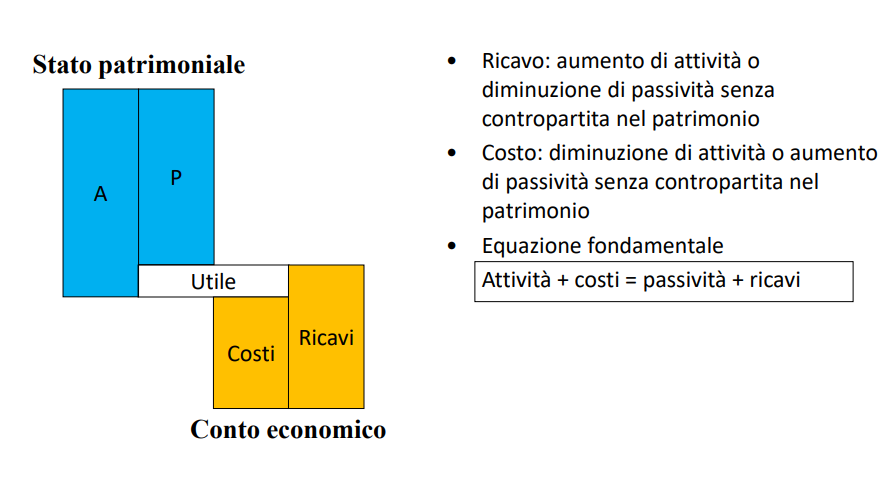 Stato patrimoniale
A
P
Utile
Costi
Ricavi
Conto economico
• Ricavo: aumento di attività o
diminuzione di passività senza
contropartita nel patrimonio
• Costo: diminuzione di attività o aumento
di passività senza contropartita nel
patrimonio
• Equazione fondamentale
Attività + costi = passività + ricavi